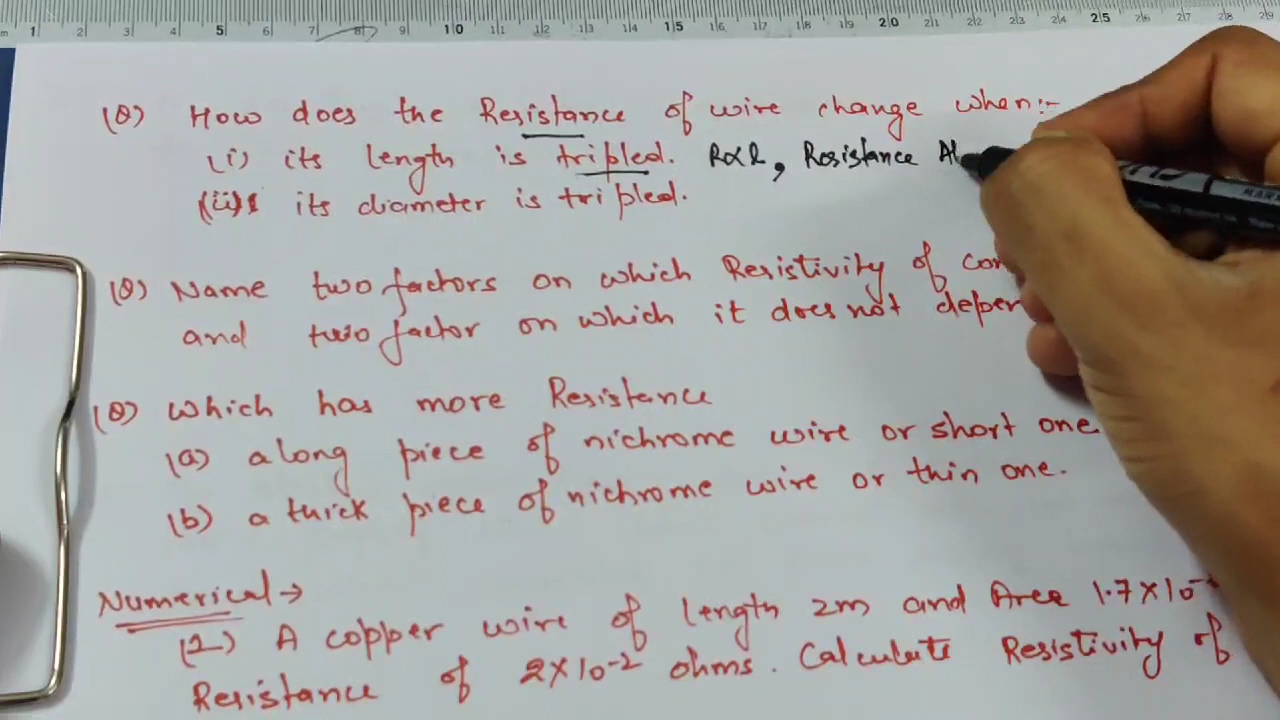 (Q) How does the Resistance of wire change when:-
(i) its length is tripled. R∝l, Resistance Al
(ii) its diameter is tripled.
(Q) Name two factors on which Resistivity of con
and two factor on which it does not depen
(Q) Which has more Resistance
(a) a long piece of nichrome wire or short one
(b) a thick piece of nichrome wire or thin one.
Numerical →
(2) A copper wire of length 2m and Area 1.7×10⁻
Resistance of 2×10⁻² ohms. Calculate Resistivity of